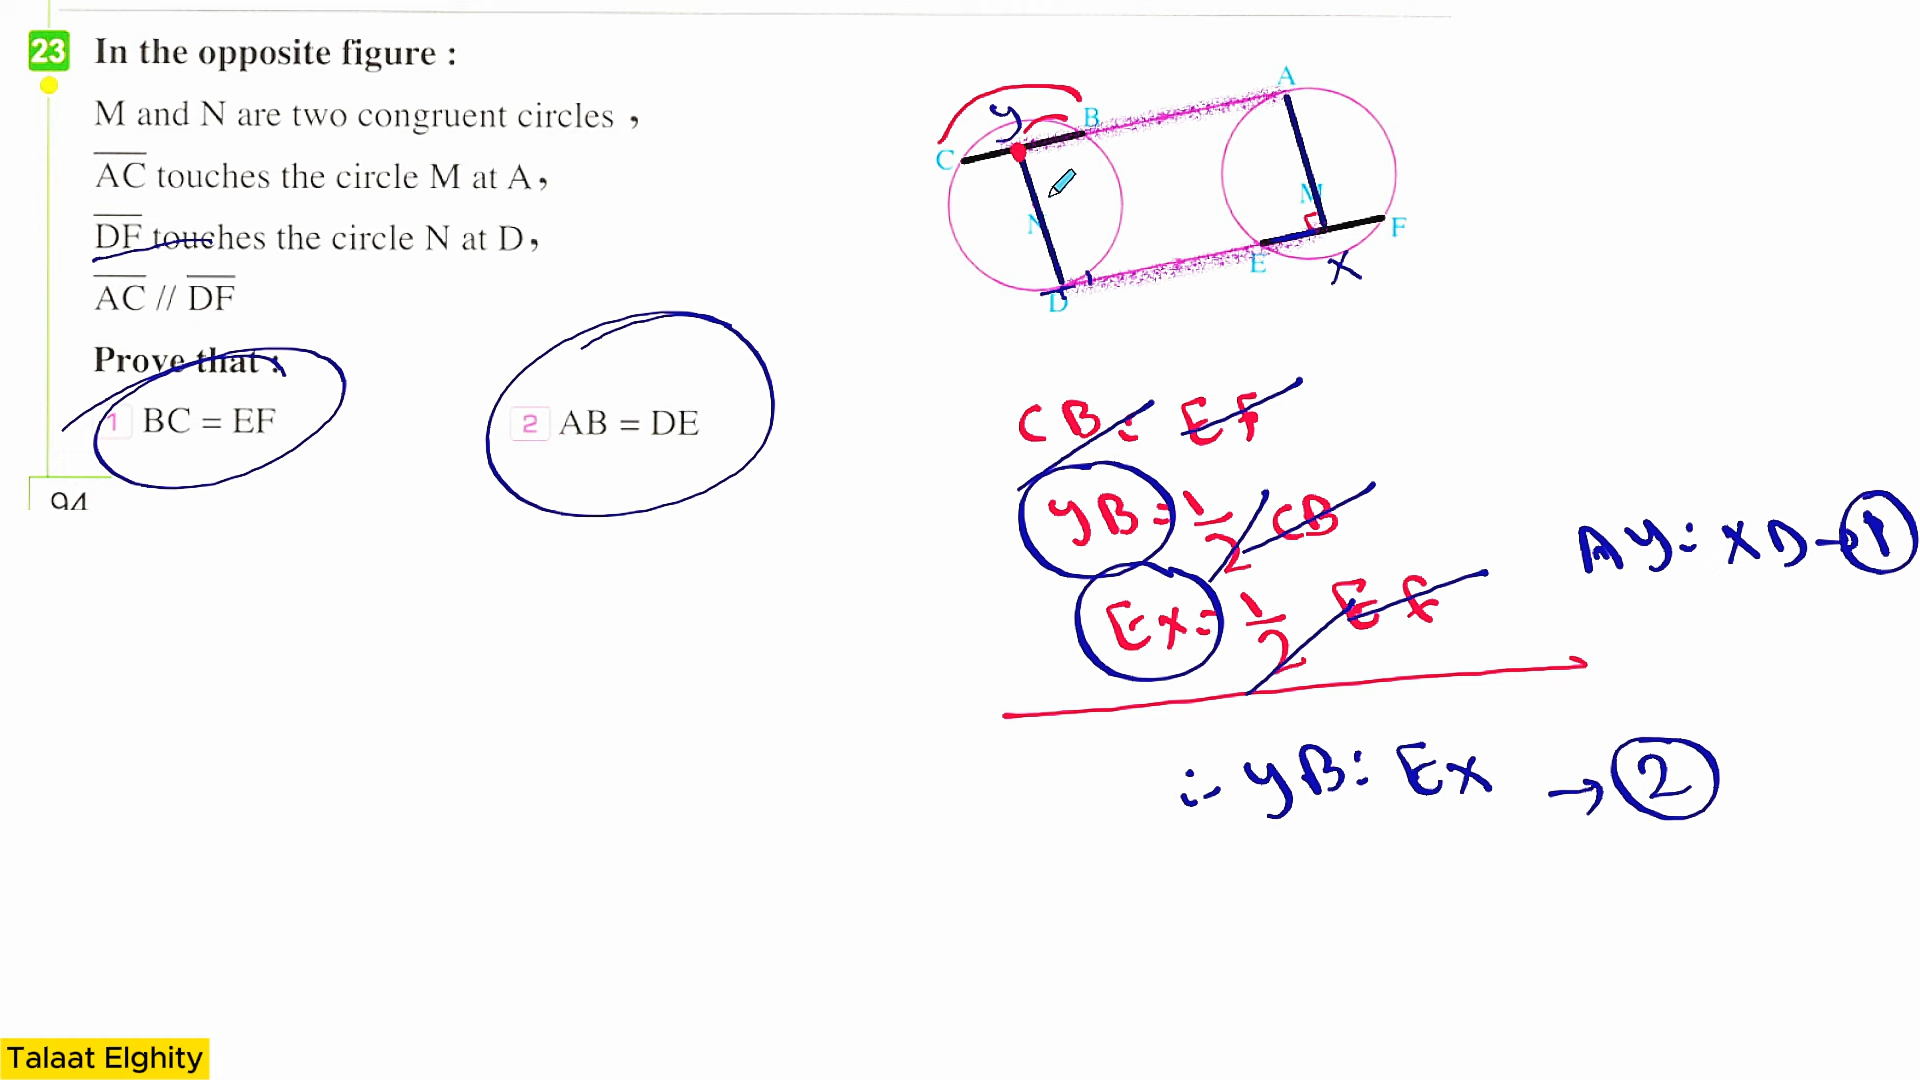 23 In the opposite figure :
M and N are two congruent circles ,
AC touches the circle M at A ,
DF touches the circle N at D ,
AC // DF
Prove that :
1 BC = EF
2 AB = DE
94
A
B
y
C
M
N
F
E
X
D
CB = EF
yB = 1/2 CB
Ex = 1/2 EF
Ay = XD → 1
∴ yB = Ex → 2
Talaat Elghity